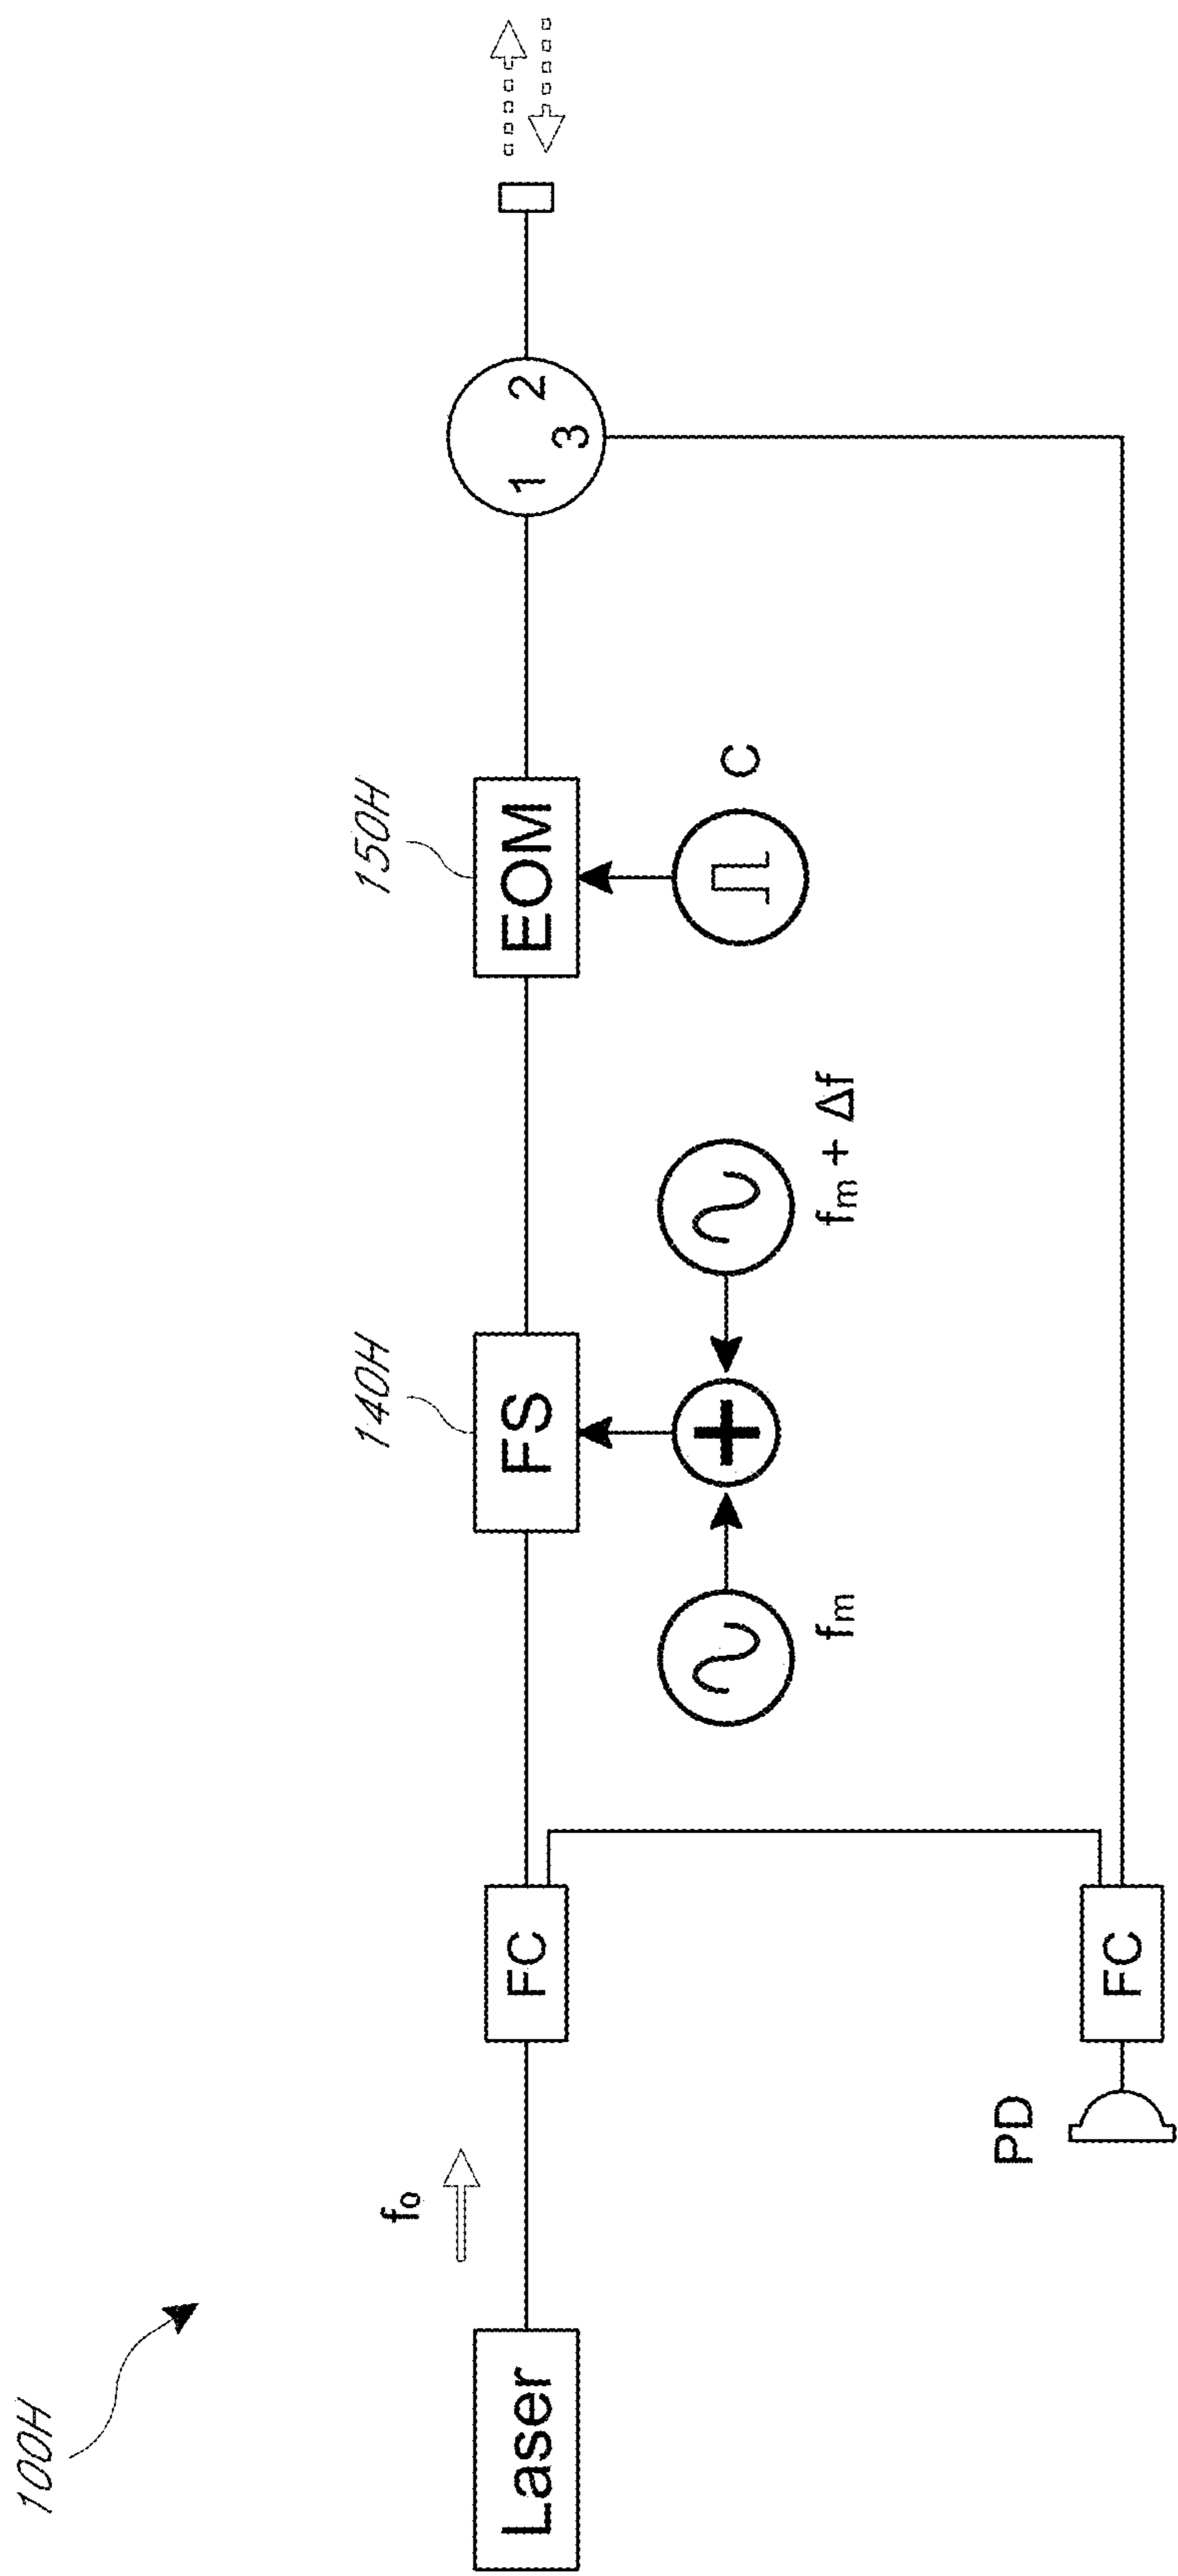 100H
Laser
f₀
FC
140H
FS
fₘ
fₘ + Δf
150H
EOM
C
1
2
3
PD
FC